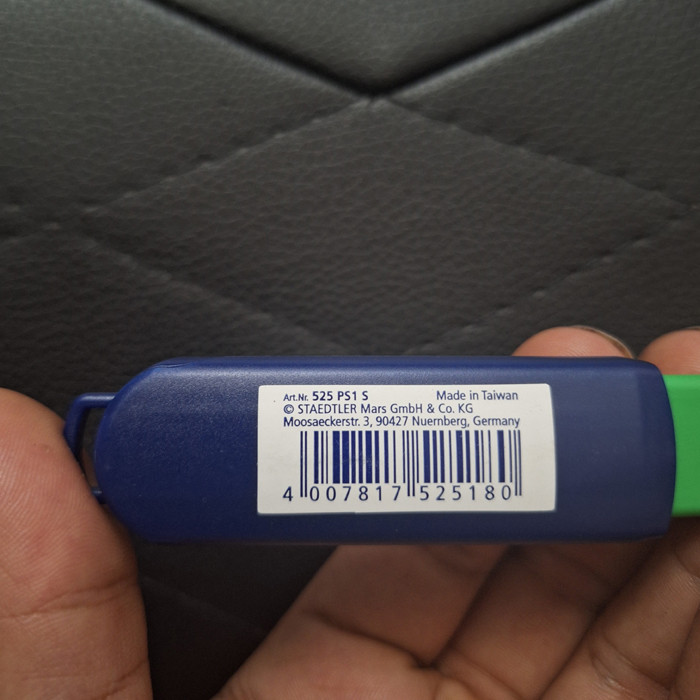 Art.Nr. 525 PS1 S Made in Taiwan
© STAEDTLER Mars GmbH & Co. KG
Moosaeckerstr. 3, 90427 Nuernberg, Germany
4 007817 525180